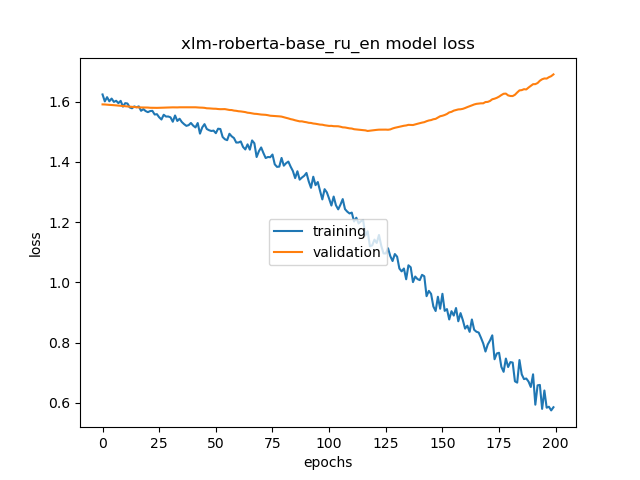 xlm-roberta-base_ru_en model loss
1.6
1.4
1.2
1.0
0.8
0.6
loss
training
validation
0 25 50 75 100 125 150 175 200
epochs